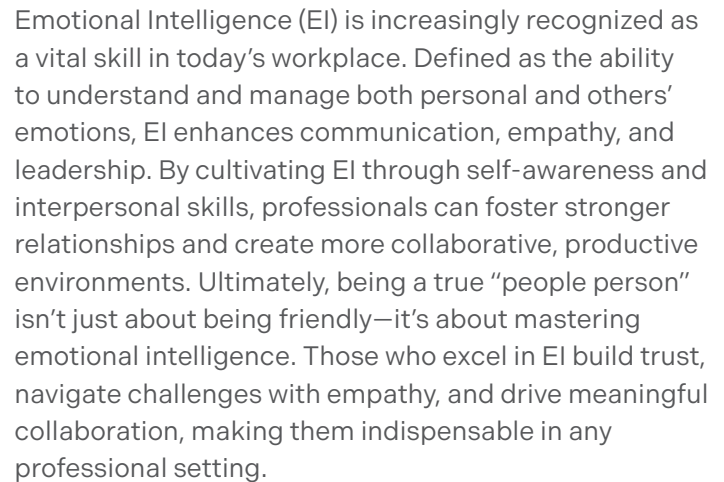 Emotional Intelligence (EI) is increasingly recognized as
a vital skill in today’s workplace. Defined as the ability
to understand and manage both personal and others’
emotions, EI enhances communication, empathy, and
leadership. By cultivating EI through self-awareness and
interpersonal skills, professionals can foster stronger
relationships and create more collaborative, productive
environments. Ultimately, being a true “people person”
isn’t just about being friendly—it’s about mastering
emotional intelligence. Those who excel in EI build trust,
navigate challenges with empathy, and drive meaningful
collaboration, making them indispensable in any
professional setting.